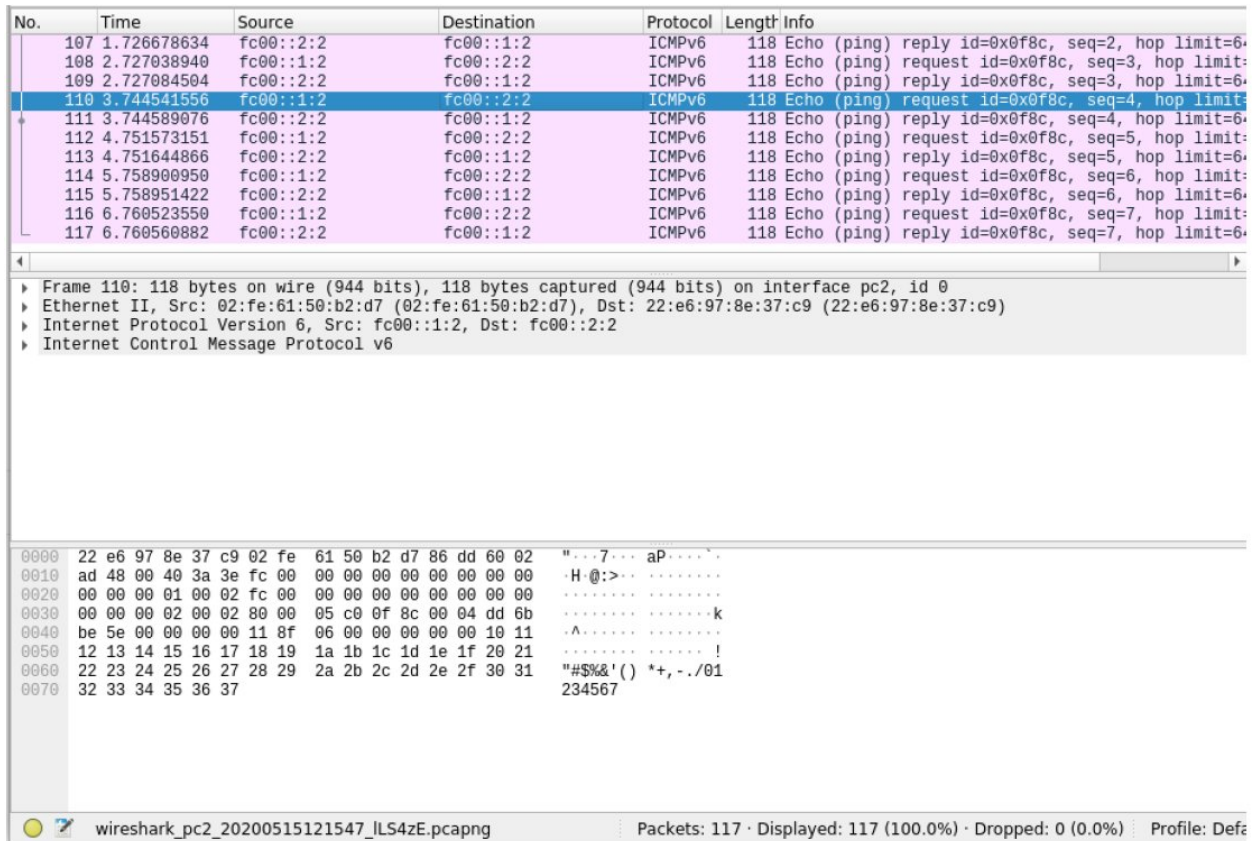 No. Time Source Destination Protocol Length Info
107 1.726678634 fc00::2:2 fc00::1:2 ICMPv6 118 Echo (ping) reply id=0x0f8c, seq=2, hop limit=64
108 2.727038940 fc00::1:2 fc00::2:2 ICMPv6 118 Echo (ping) request id=0x0f8c, seq=3, hop limit=
109 2.727084504 fc00::2:2 fc00::1:2 ICMPv6 118 Echo (ping) reply id=0x0f8c, seq=3, hop limit=64
110 3.744541556 fc00::1:2 fc00::2:2 ICMPv6 118 Echo (ping) request id=0x0f8c, seq=4, hop limit=
111 3.744589076 fc00::2:2 fc00::1:2 ICMPv6 118 Echo (ping) reply id=0x0f8c, seq=4, hop limit=64
112 4.751573151 fc00::1:2 fc00::2:2 ICMPv6 118 Echo (ping) request id=0x0f8c, seq=5, hop limit=
113 4.751644866 fc00::2:2 fc00::1:2 ICMPv6 118 Echo (ping) reply id=0x0f8c, seq=5, hop limit=64
114 5.758900950 fc00::1:2 fc00::2:2 ICMPv6 118 Echo (ping) request id=0x0f8c, seq=6, hop limit=
115 5.758951422 fc00::2:2 fc00::1:2 ICMPv6 118 Echo (ping) reply id=0x0f8c, seq=6, hop limit=64
116 6.760523550 fc00::1:2 fc00::2:2 ICMPv6 118 Echo (ping) request id=0x0f8c, seq=7, hop limit=
117 6.760560882 fc00::2:2 fc00::1:2 ICMPv6 118 Echo (ping) reply id=0x0f8c, seq=7, hop limit=64
Frame 110: 118 bytes on wire (944 bits), 118 bytes captured (944 bits) on interface pc2, id 0
Ethernet II, Src: 02:fe:61:50:b2:d7 (02:fe:61:50:b2:d7), Dst: 22:e6:97:8e:37:c9 (22:e6:97:8e:37:c9)
Internet Protocol Version 6, Src: fc00::1:2, Dst: fc00::2:2
Internet Control Message Protocol v6
0000 22 e6 97 8e 37 c9 02 fe 61 50 b2 d7 86 dd 60 02 "···7··· aP····`·
0010 ad 48 00 40 3a 3e fc 00 00 00 00 00 00 00 00 00 ·H·@:>·· ········
0020 00 00 00 01 00 02 fc 00 00 00 00 00 00 00 00 00 ········ ········
0030 00 00 00 02 00 02 80 00 05 c0 0f 8c 00 04 dd 6b ········ ·······k
0040 be 5e 00 00 00 00 11 8f 06 00 00 00 00 00 10 11 ·^······ ········
0050 12 13 14 15 16 17 18 19 1a 1b 1c 1d 1e 1f 20 21 ········ ······ !
0060 22 23 24 25 26 27 28 29 2a 2b 2c 2d 2e 2f 30 31 "#$%&'() *+,-./01
0070 32 33 34 35 36 37 234567
wireshark_pc2_20200515121547_lLS4zE.pcapng Packets: 117 · Displayed: 117 (100.0%) · Dropped: 0 (0.0%) Profile: Defa